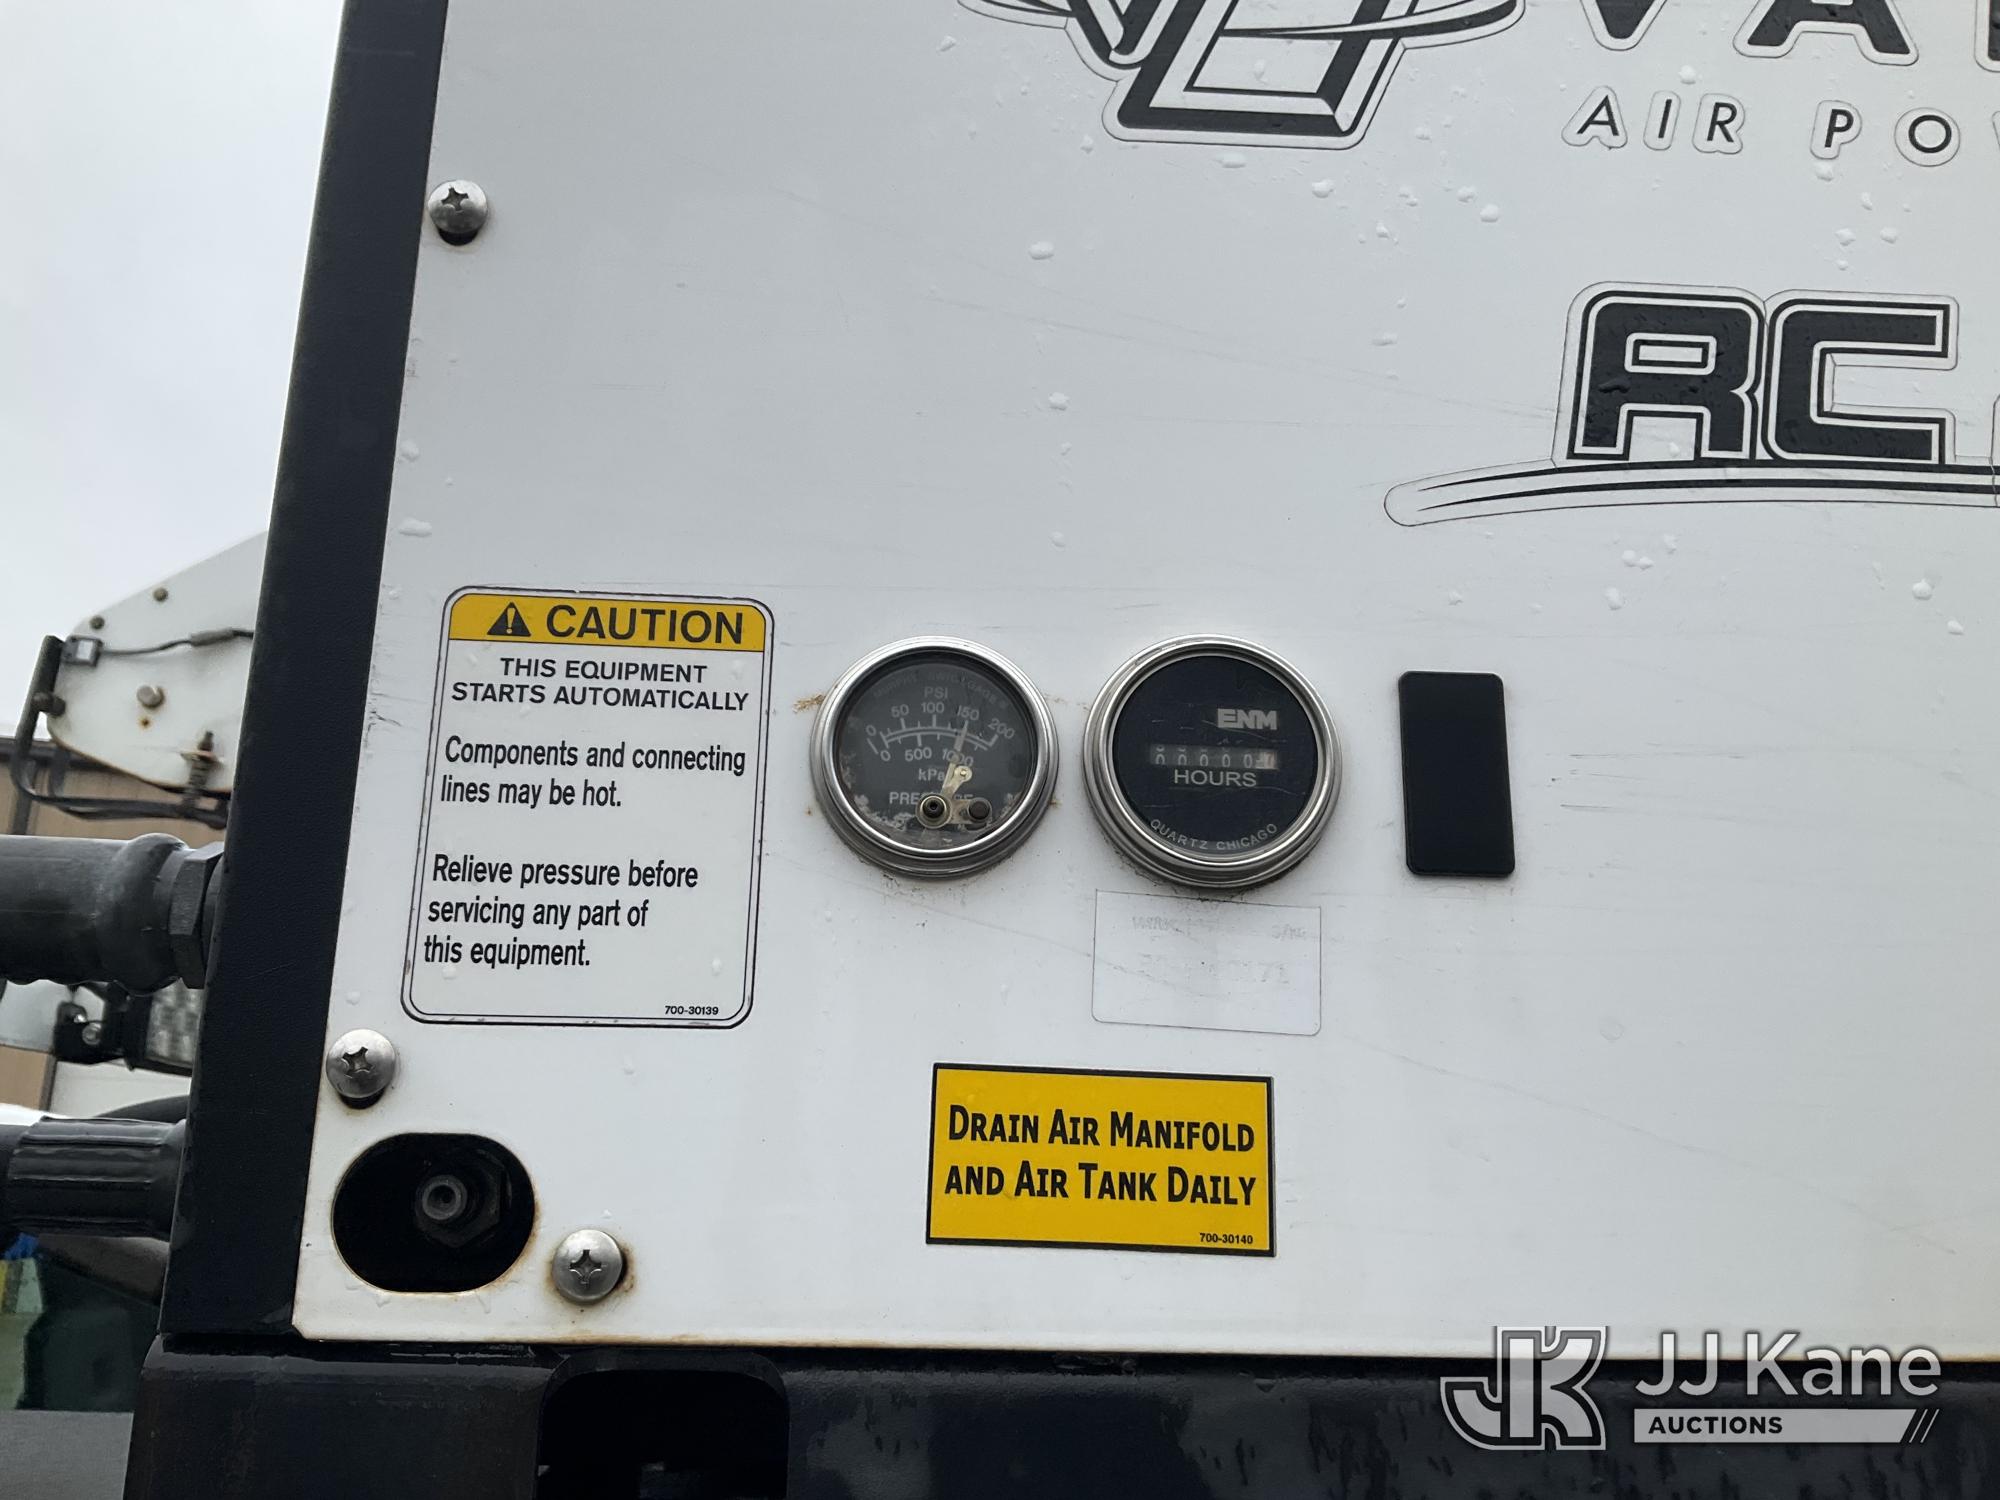 VA
AIR PO
RC
CAUTION
THIS EQUIPMENT
STARTS AUTOMATICALLY
Components and connecting
lines may be hot.
Relieve pressure before
servicing any part of
this equipment.
700-30139
PSI
0 50 100 150 200
0 500 1000
kPa
ENM
HOURS
QUARTZ CHICAGO
DRAIN AIR MANIFOLD
AND AIR TANK DAILY
700-30140
JK JJ Kane
AUCTIONS